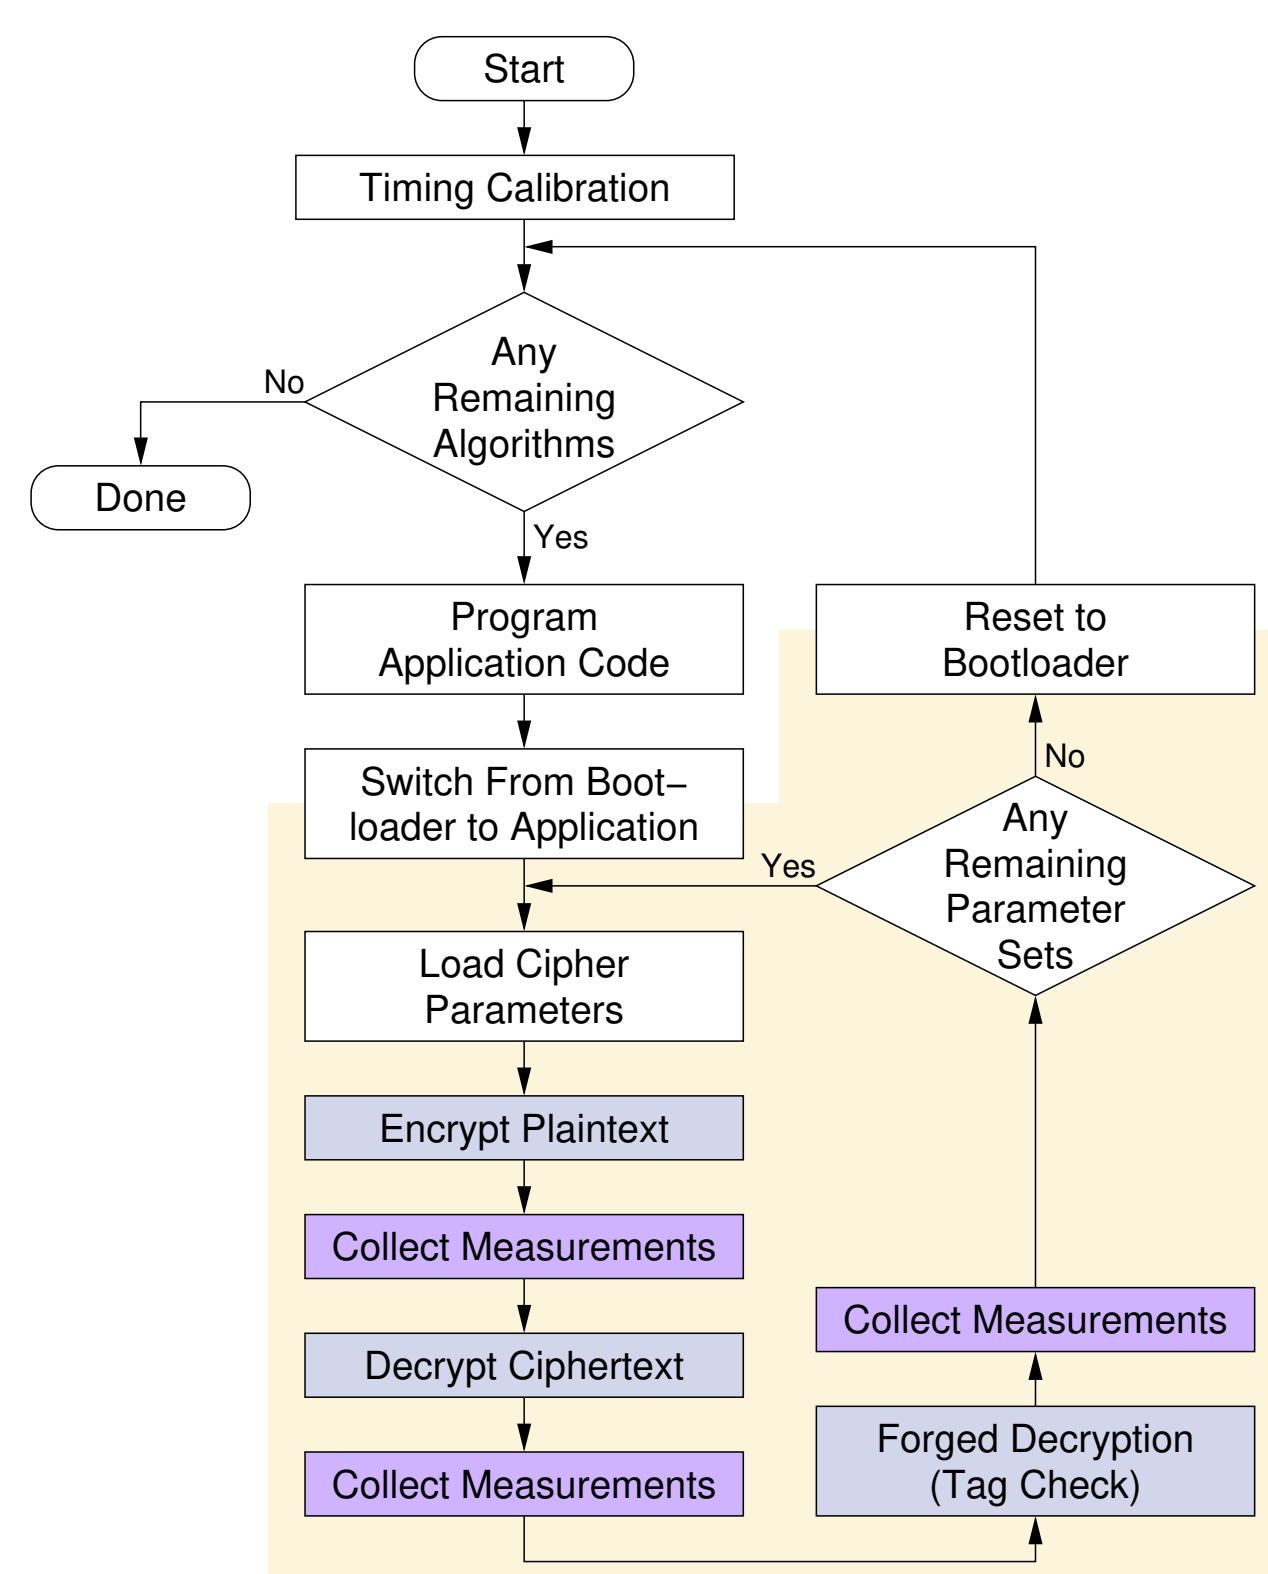 Start
Timing Calibration
Any
Remaining
Algorithms
No
Done
Yes
Program
Application Code
Switch From Boot–
loader to Application
Load Cipher
Parameters
Encrypt Plaintext
Collect Measurements
Decrypt Ciphertext
Collect Measurements
Forged Decryption
(Tag Check)
Collect Measurements
Any
Remaining
Parameter
Sets
Yes
No
Reset to
Bootloader